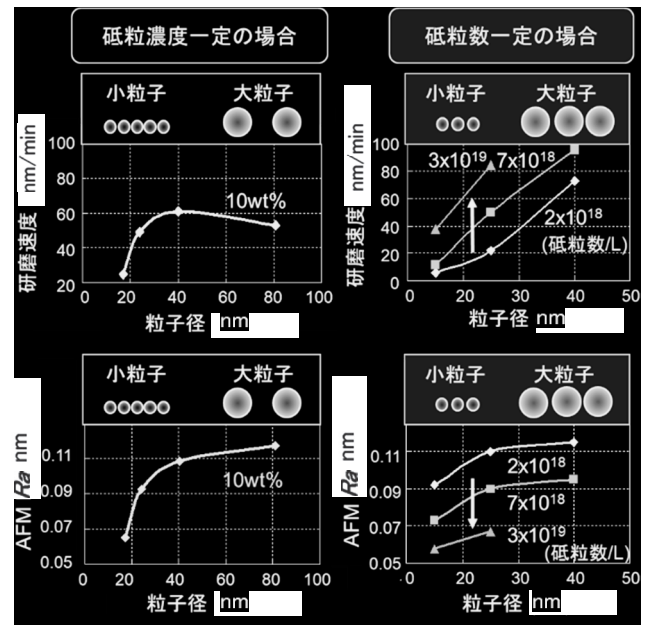 砥粒濃度一定の場合
小粒子
大粒子
研磨速度 nm/min
100
80
60
40
20
10wt%
0
20
40
60
80
100
粒子径 nm
砥粒数一定の場合
小粒子
大粒子
研磨速度 nm/min
100
80
60
40
20
0
3x10¹⁹
7x10¹⁸
2x10¹⁸
(砥粒数/L)
0
20
30
40
50
粒子径 nm
小粒子
大粒子
AFM Ra nm
0.11
0.09
0.07
0.05
10wt%
0
20
40
60
80
100
粒子径 nm
小粒子
大粒子
AFM Ra nm
0.11
0.09
0.07
0.05
2x10¹⁸
7x10¹⁸
3x10¹⁹
(砥粒数/L)
0
20
30
40
50
粒子径 nm